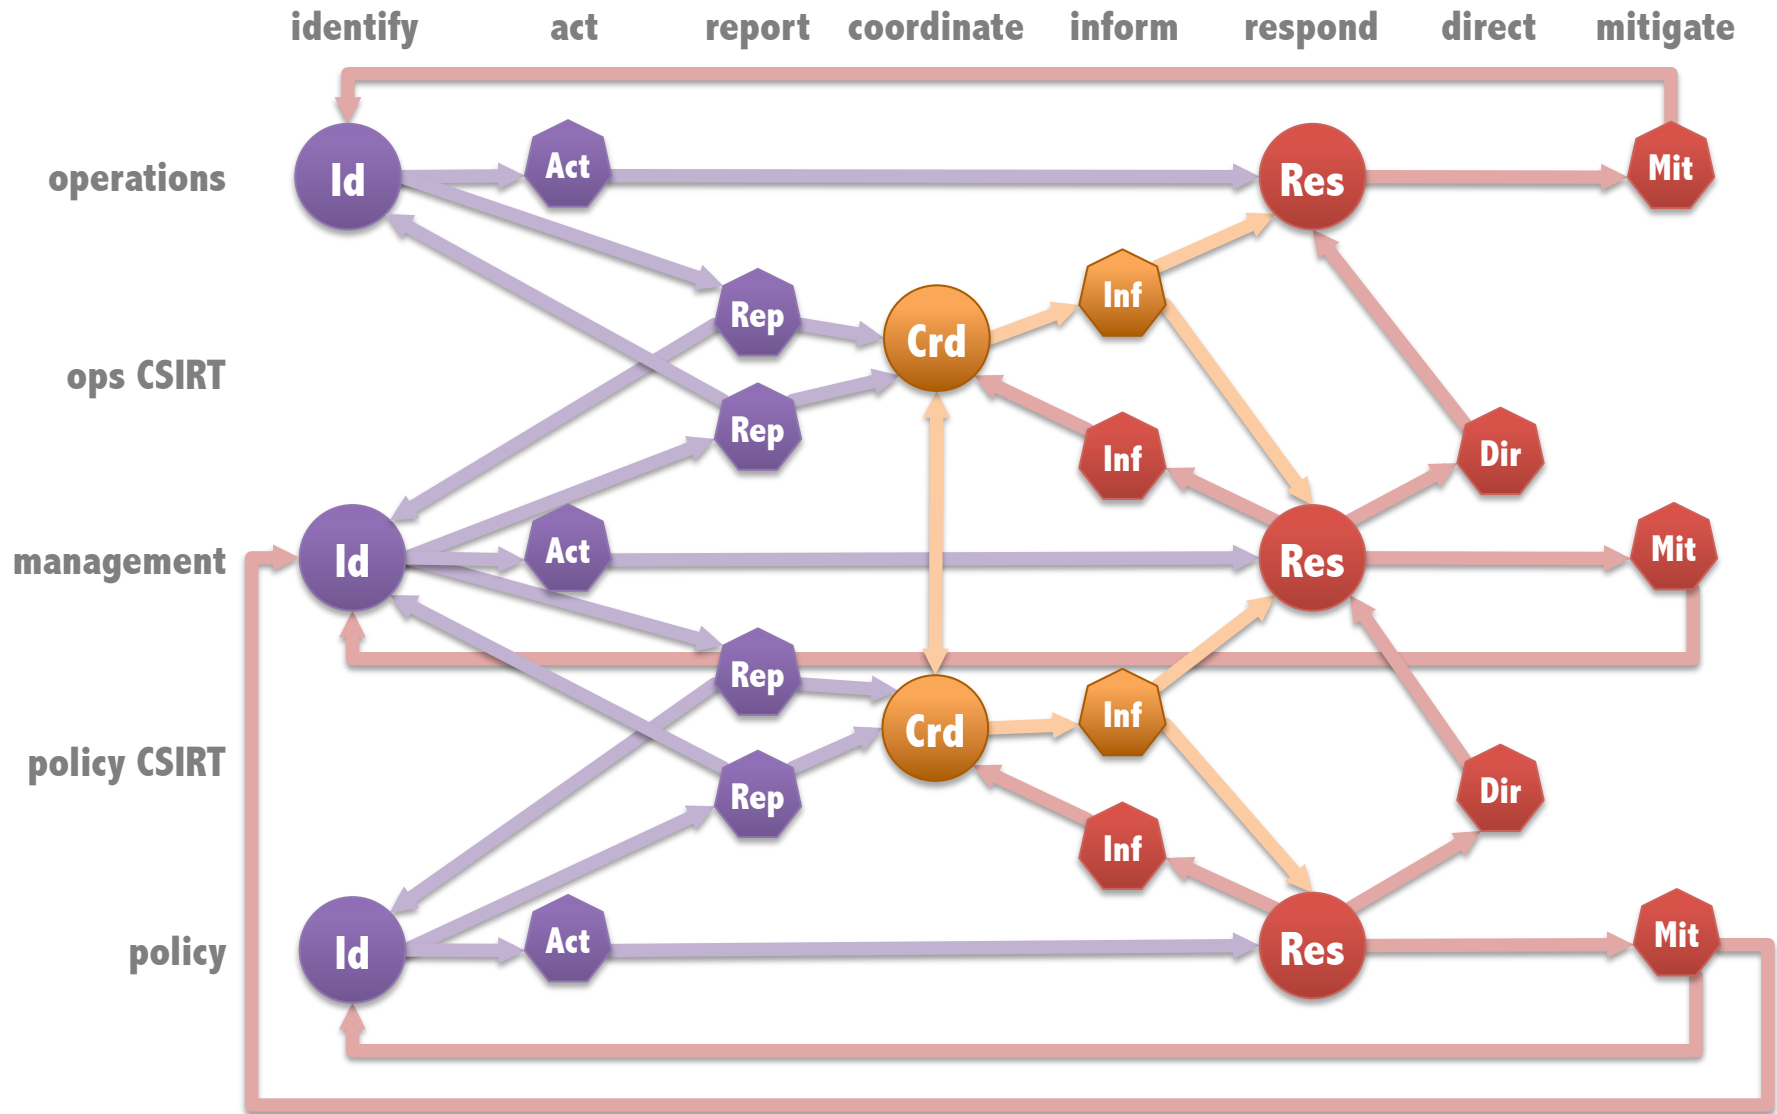 identify act report coordinate inform respond direct mitigate
operations Id Act Res Mit
Inf
Rep
Crd
ops CSIRT
Rep
Inf Dir
management Id Act Res Mit
Rep
Crd Inf
policy CSIRT
Rep Dir
Inf
policy Id Act Res Mit